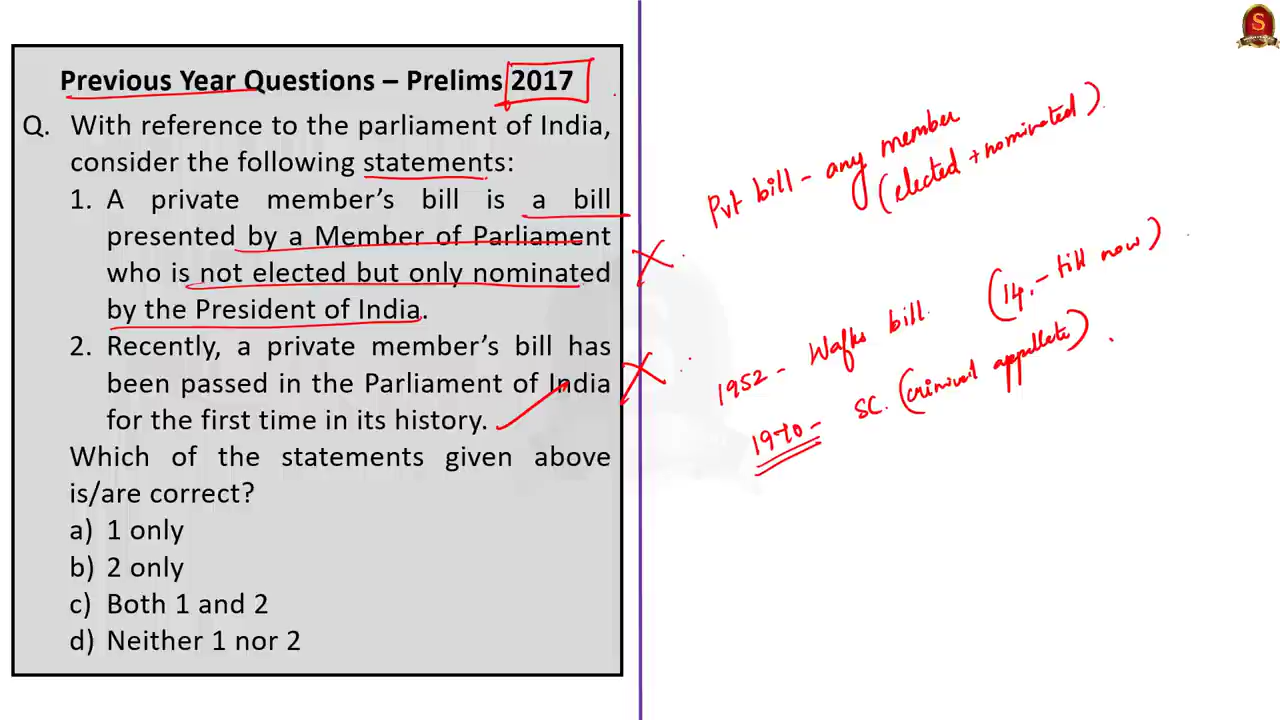 Previous Year Questions – Prelims 2017
Q. With reference to the parliament of India,
consider the following statements:
1. A private member's bill is a bill
presented by a Member of Parliament
who is not elected but only nominated
by the President of India.
2. Recently, a private member's bill has
been passed in the Parliament of India
for the first time in its history.
Which of the statements given above
is/are correct?
a) 1 only
b) 2 only
c) Both 1 and 2
d) Neither 1 nor 2
S
Pvt bill - any member
(elected + nominated)
1952 - Wafks bill (14 - till now)
1970 - SC. (criminal appellate)